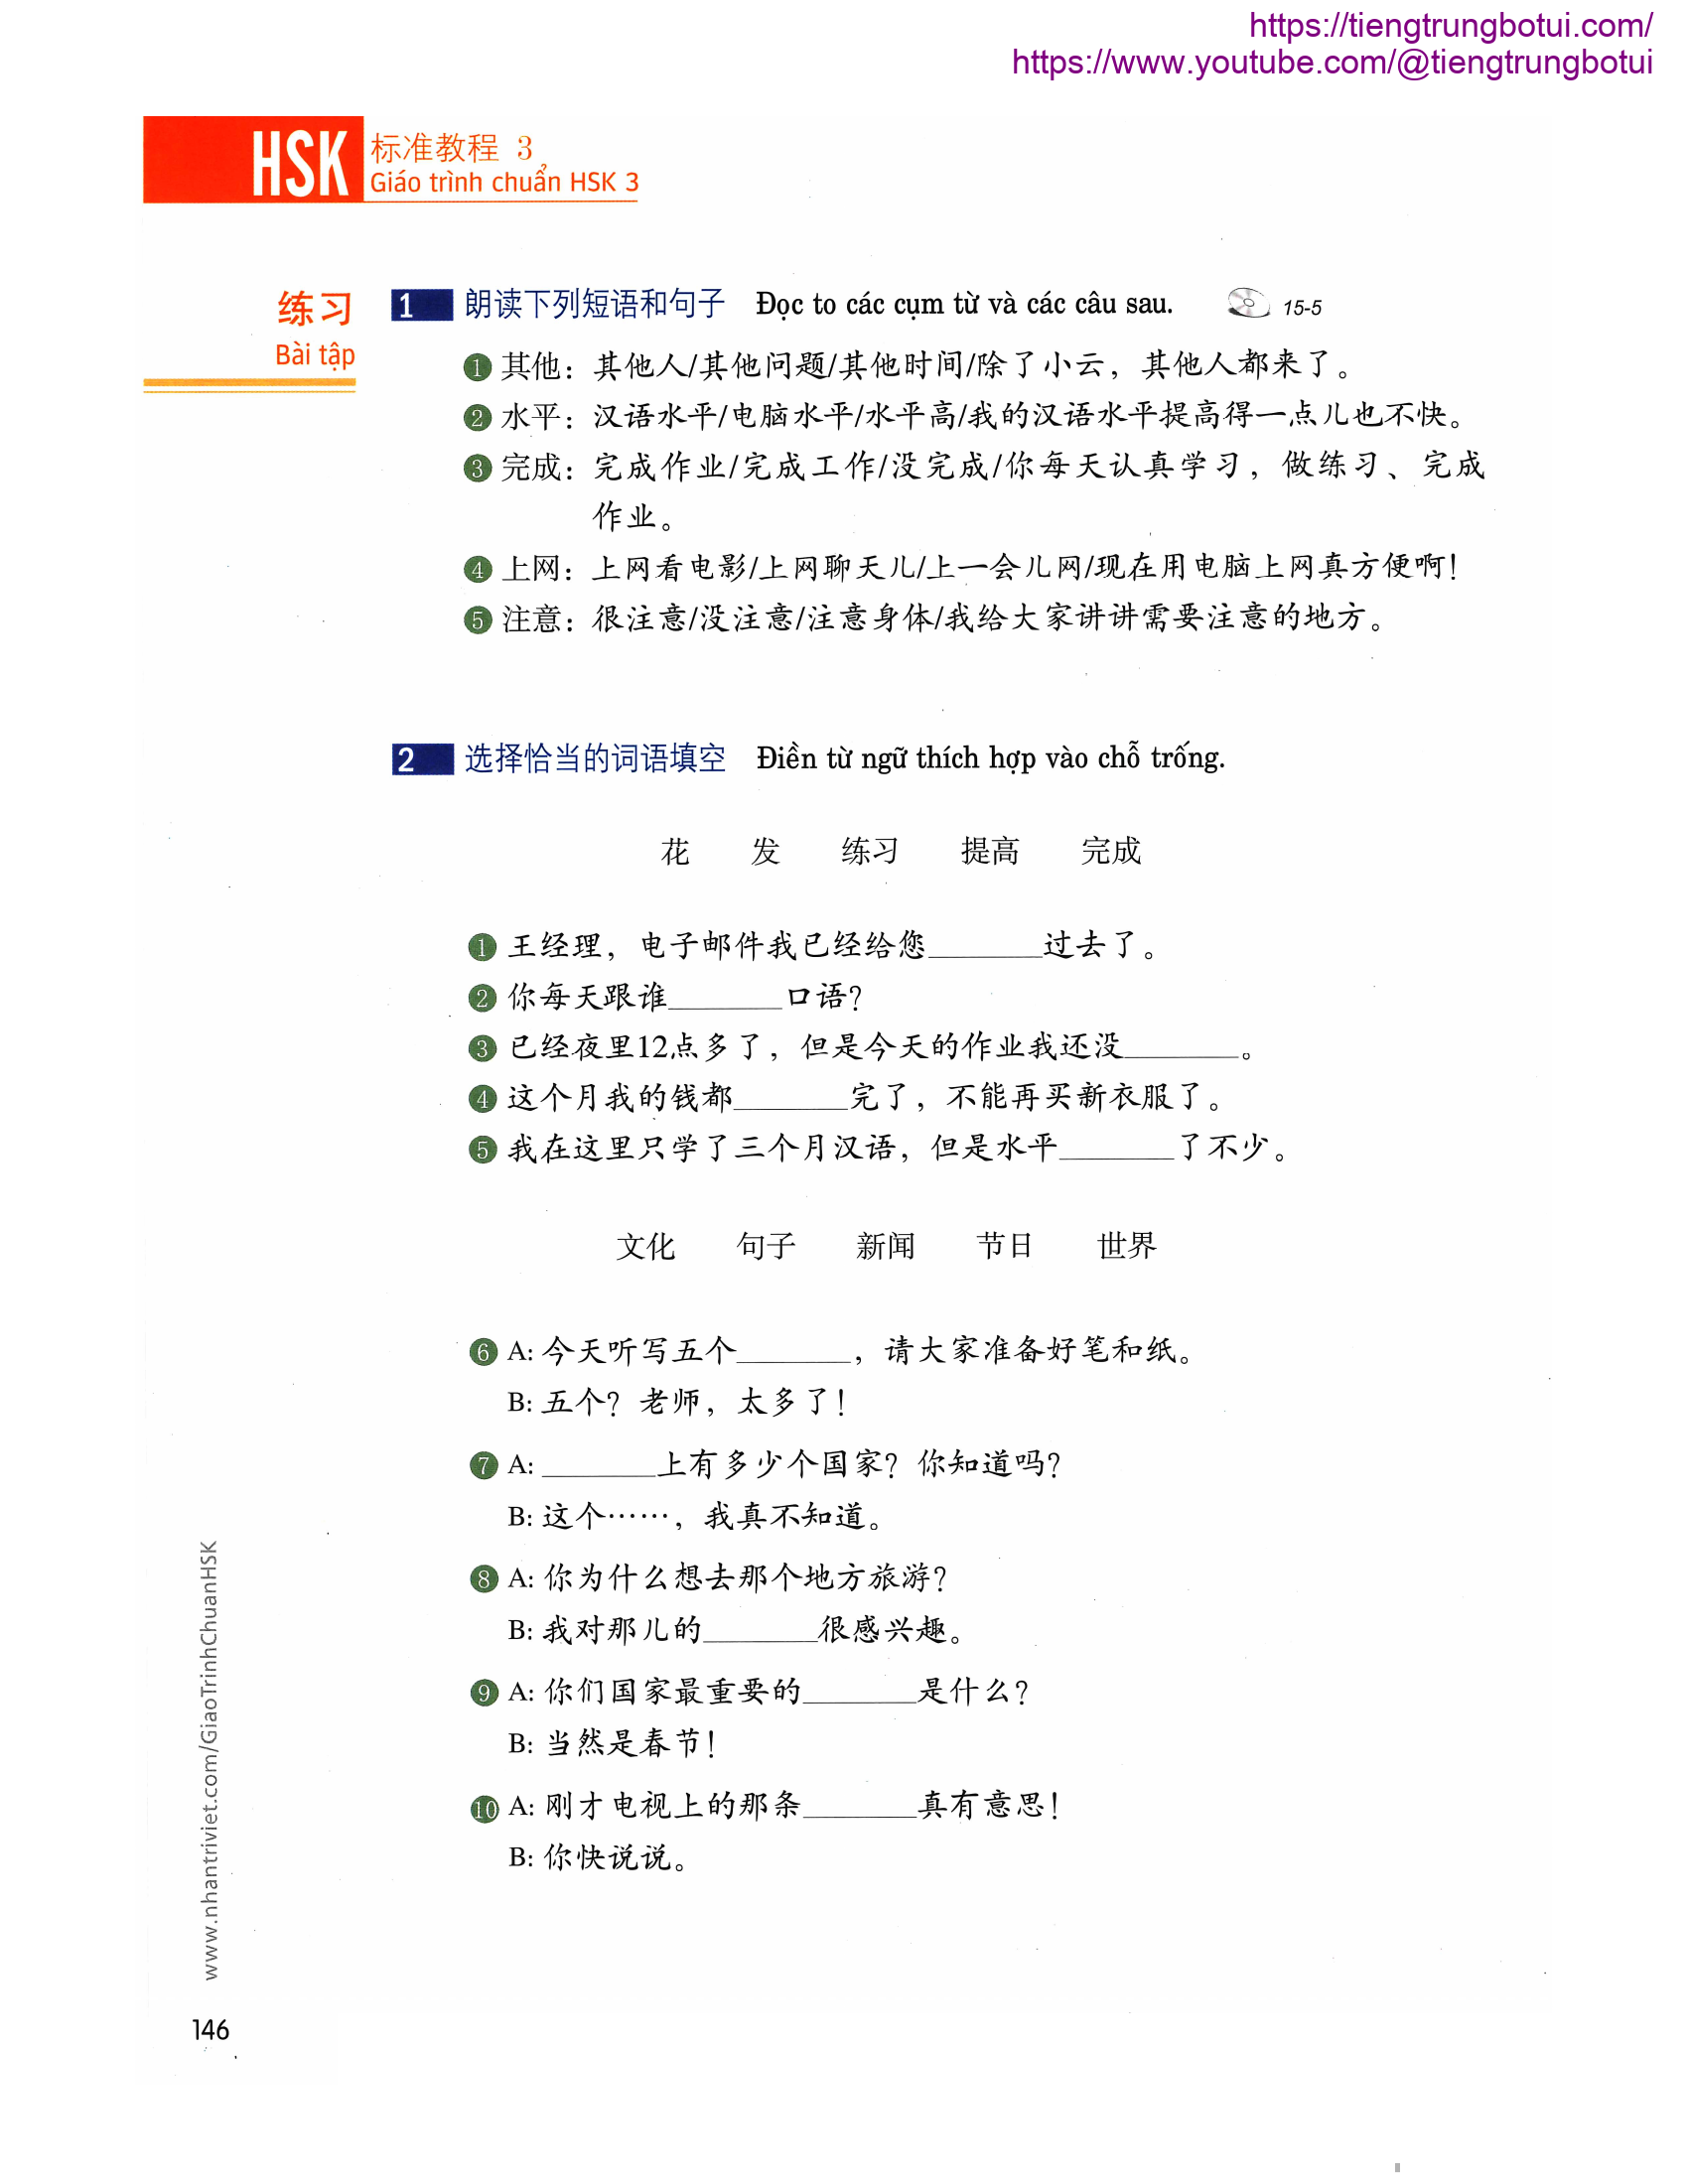 https://tiengtrungbotui.com/
https://www.youtube.com/@tiengtrungbotui
HSK 标准教程 3
Giáo trình chuẩn HSK 3
练习
Bài tập
1 朗读下列短语和句子 Đọc to các cụm từ và các câu sau. 15-5
1 其他：其他人/其他问题/其他时间/除了小云，其他人都来了。
2 水平：汉语水平/电脑水平/水平高/我的汉语水平提高得一点儿也不快。
3 完成：完成作业/完成工作/没完成/你每天认真学习，做练习、完成
作业。
4 上网：上网看电影/上网聊天儿/上一会儿网/现在用电脑上网真方便啊！
5 注意：很注意/没注意/注意身体/我给大家讲讲需要注意的地方。
2 选择恰当的词语填空 Điền từ ngữ thích hợp vào chỗ trống.
花 发 练习 提高 完成
1 王经理，电子邮件我已经给您_______过去了。
2 你每天跟谁_______口语？
3 已经夜里12点多了，但是今天的作业我还没_______。
4 这个月我的钱都_______完了，不能再买新衣服了。
5 我在这里只学了三个月汉语，但是水平_______了不少。
文化 句子 新闻 节日 世界
6 A: 今天听写五个_______，请大家准备好笔和纸。
B: 五个？老师，太多了！
7 A: _______上有多少个国家？你知道吗？
B: 这个……，我真不知道。
8 A: 你为什么想去那个地方旅游？
B: 我对那儿的_______很感兴趣。
9 A: 你们国家最重要的_______是什么？
B: 当然是春节！
10 A: 刚才电视上的那条_______真有意思！
B: 你快说说。
www.nhantriviet.com/GiaoTrinhChuanHSK
146